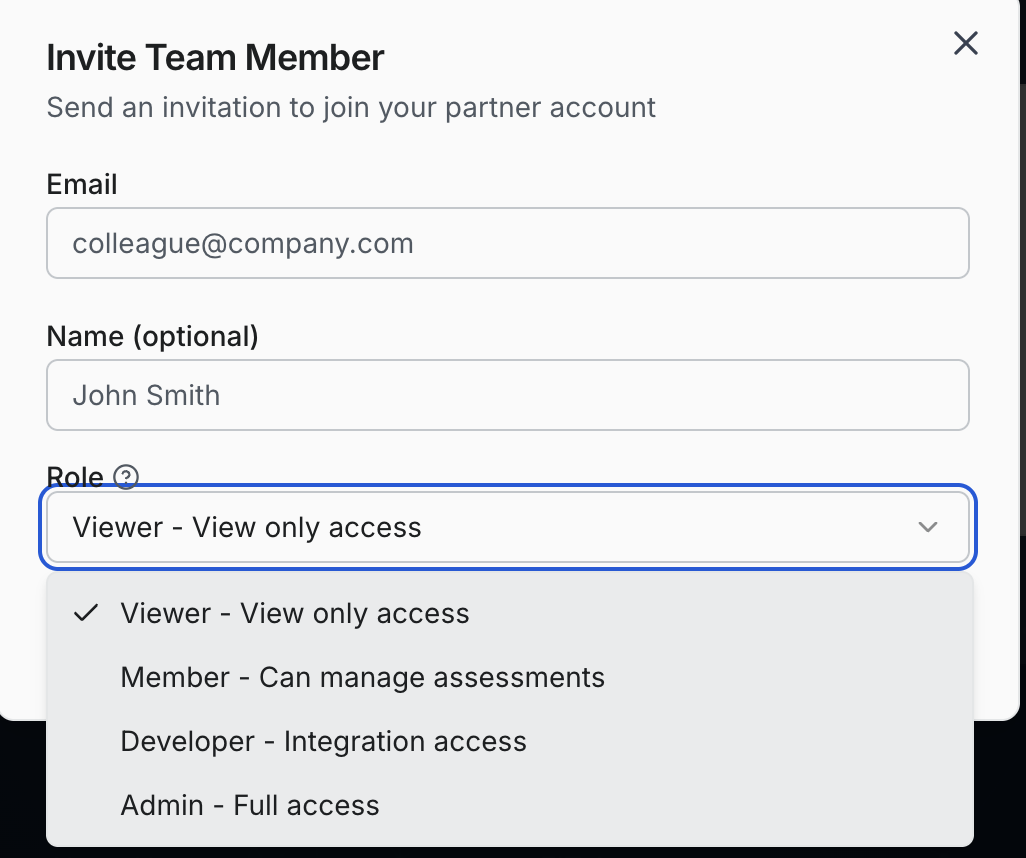 Invite Team Member
Send an invitation to join your partner account
Email
colleague@company.com
Name (optional)
John Smith
Role ?
Viewer - View only access
Viewer - View only access
Member - Can manage assessments
Developer - Integration access
Admin - Full access